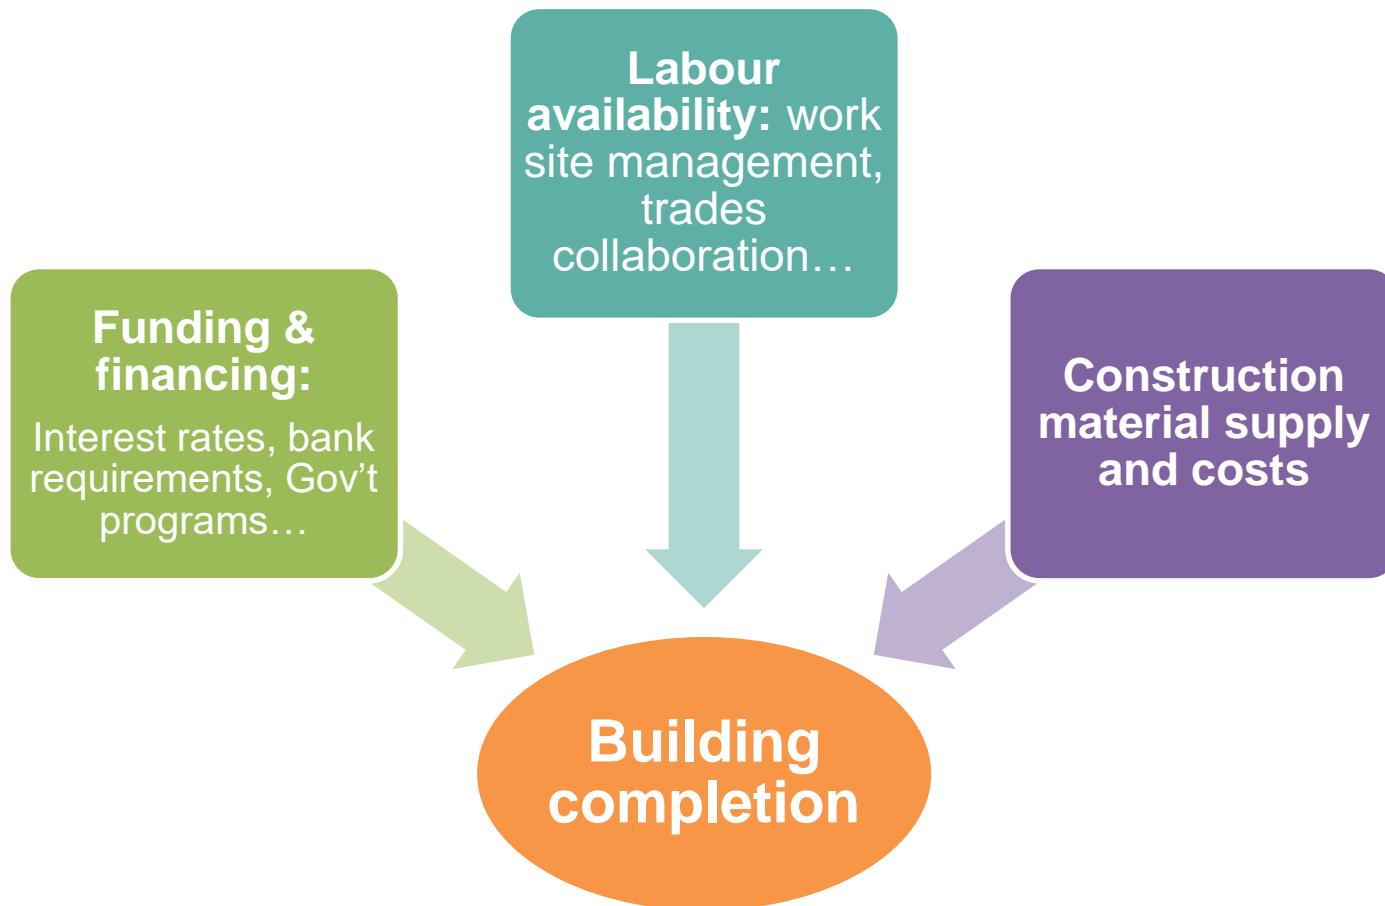 Labour
availability: work
site management,
trades
collaboration…
Funding &
financing:
Interest rates, bank
requirements, Gov’t
programs…
Construction
material supply
and costs
Building
completion